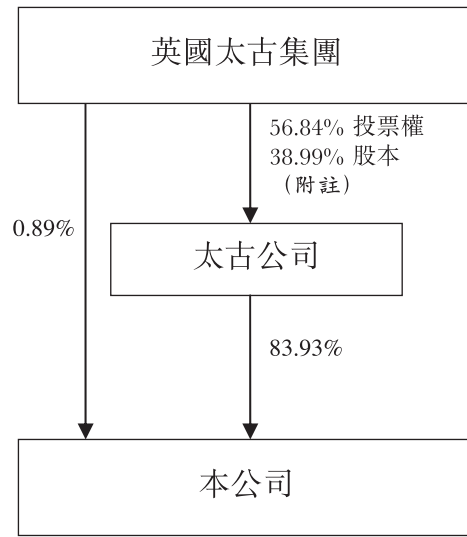 英國太古集團
56.84% 投票權
38.99% 股本
（附註）
0.89%
太古公司
83.93%
本公司